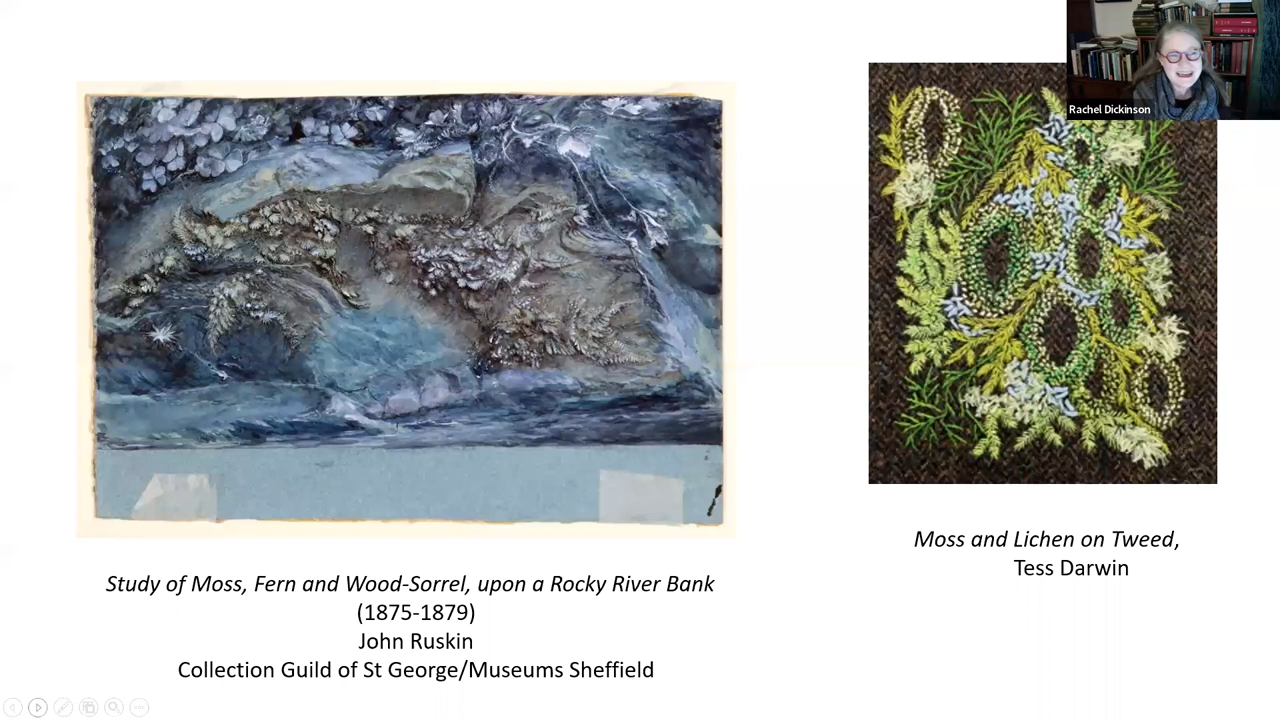 Rachel Dickinson
Study of Moss, Fern and Wood-Sorrel, upon a Rocky River Bank
(1875-1879)
John Ruskin
Collection Guild of St George/Museums Sheffield
Moss and Lichen on Tweed,
Tess Darwin